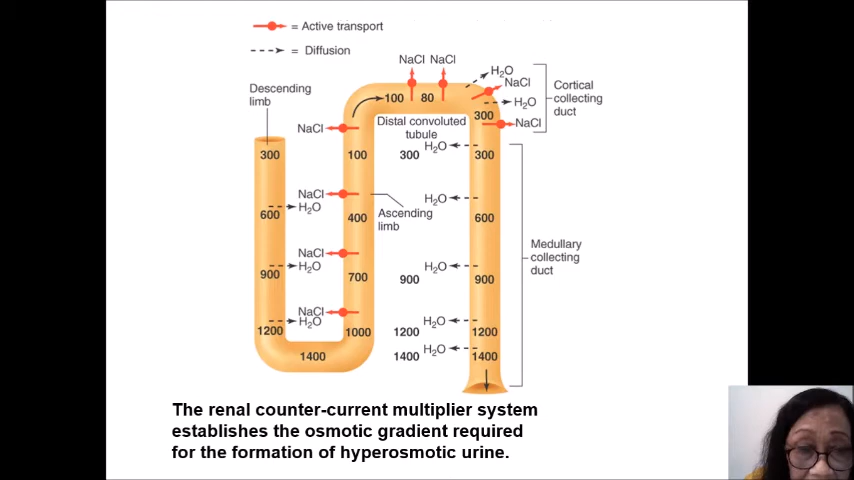 = Active transport
= Diffusion
NaCl NaCl
H₂O
NaCl
H₂O
NaCl
Cortical
collecting
duct
Descending
limb
100 80
300
NaCl
Distal convoluted
tubule
300 100 300 H₂O 300
NaCl
H₂O
600 400 H₂O 600
Ascending
limb
NaCl
H₂O
900 700 900 H₂O 900
Medullary
collecting
duct
NaCl
H₂O
1200 1000 1200 H₂O 1200
1400 1400 H₂O 1400
The renal counter-current multiplier system
establishes the osmotic gradient required
for the formation of hyperosmotic urine.